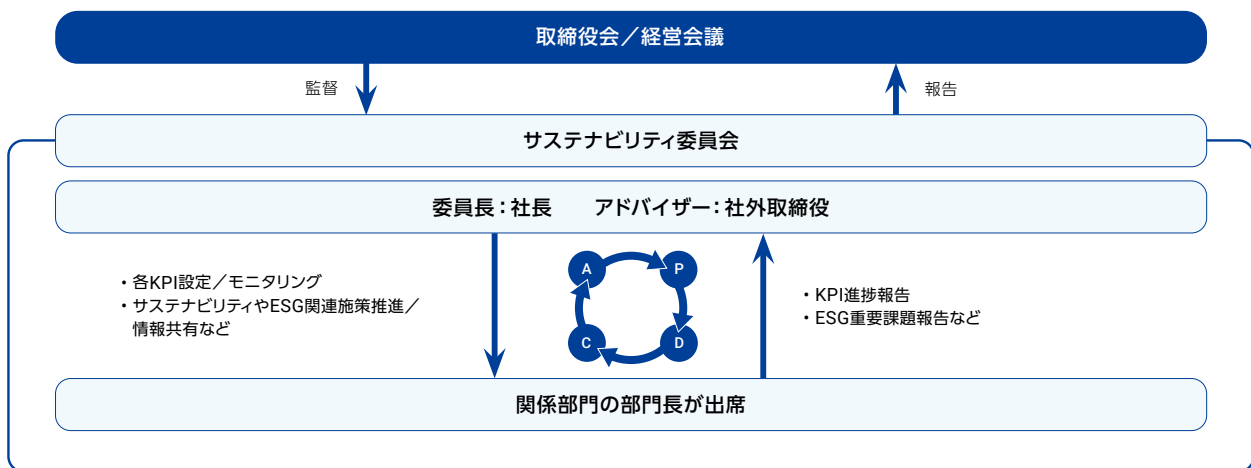 取締役会／経営会議
監督
報告
サステナビリティ委員会
委員長：社長　　アドバイザー：社外取締役
・各KPI設定／モニタリング
・サステナビリティやESG関連施策推進／
情報共有など
A
P
C
D
・KPI進捗報告
・ESG重要課題報告など
関係部門の部門長が出席